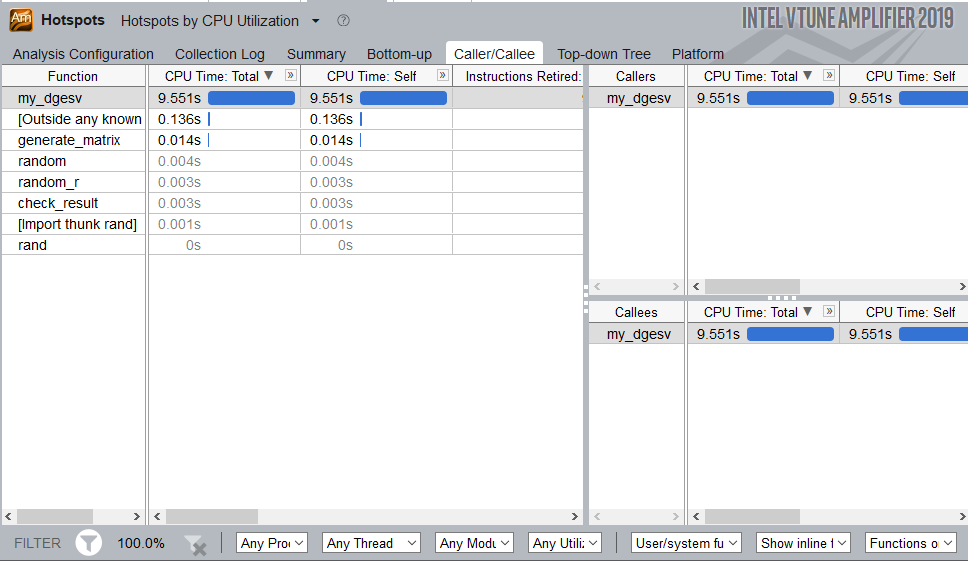 Am Hotspots Hotspots by CPU Utilization INTEL VTUNE AMPLIFIER 2019
Analysis Configuration Collection Log Summary Bottom-up Caller/Callee Top-down Tree Platform
Function CPU Time: Total CPU Time: Self Instructions Retired:
my_dgesv 9.551s 9.551s
[Outside any known 0.136s 0.136s
generate_matrix 0.014s 0.014s
random 0.004s 0.004s
random_r 0.003s 0.003s
check_result 0.003s 0.003s
[Import thunk rand] 0.001s 0.001s
rand 0s 0s
Callers CPU Time: Total CPU Time: Self
my_dgesv 9.551s 9.551s
Callees CPU Time: Total CPU Time: Self
my_dgesv 9.551s 9.551s
FILTER 100.0% Any Proc Any Thread Any Modu Any Utiliz User/system fu Show inline f Functions o